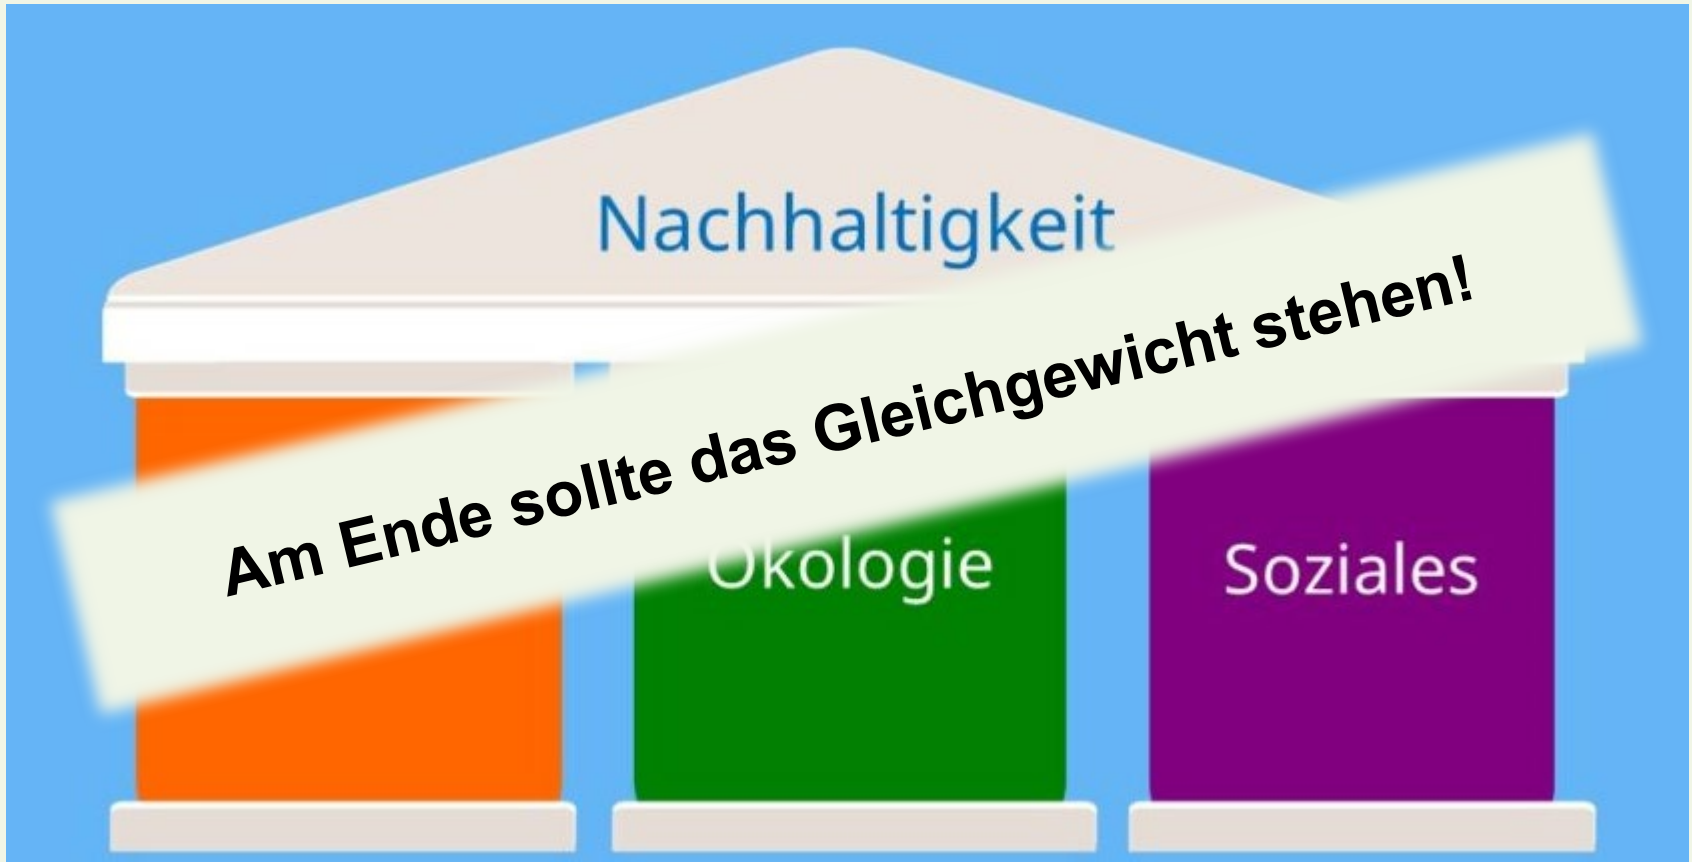 Nachhaltigkeit
Am Ende sollte das Gleichgewicht stehen!
Ökologie
Soziales